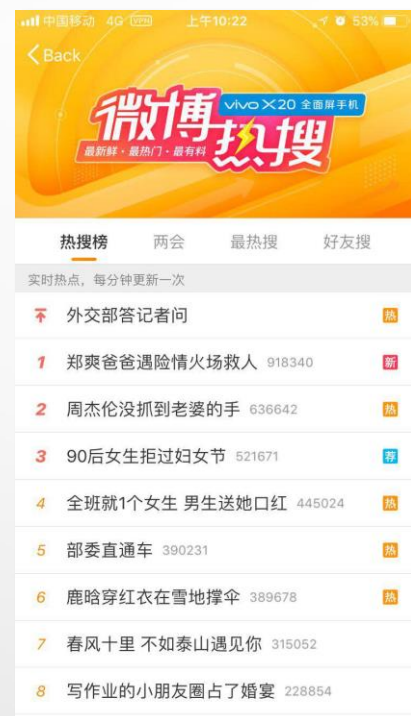 中国移动 4G VPN 上午10:22 53%
Back
微博热搜
vivo X20 全面屏手机
最新鲜·最热门·最有料
热搜榜 两会 最热搜 好友搜
实时热点，每分钟更新一次
外交部答记者问 热
1 郑爽爸爸遇险情火场救人 918340 新
2 周杰伦没抓到老婆的手 636642 热
3 90后女生拒过妇女节 521671 荐
4 全班就1个女生 男生送她口红 445024 热
5 部委直通车 390231 热
6 鹿晗穿红衣在雪地撑伞 389678 热
7 春风十里 不如泰山遇见你 315052
8 写作业的小朋友圈占了婚宴 228854